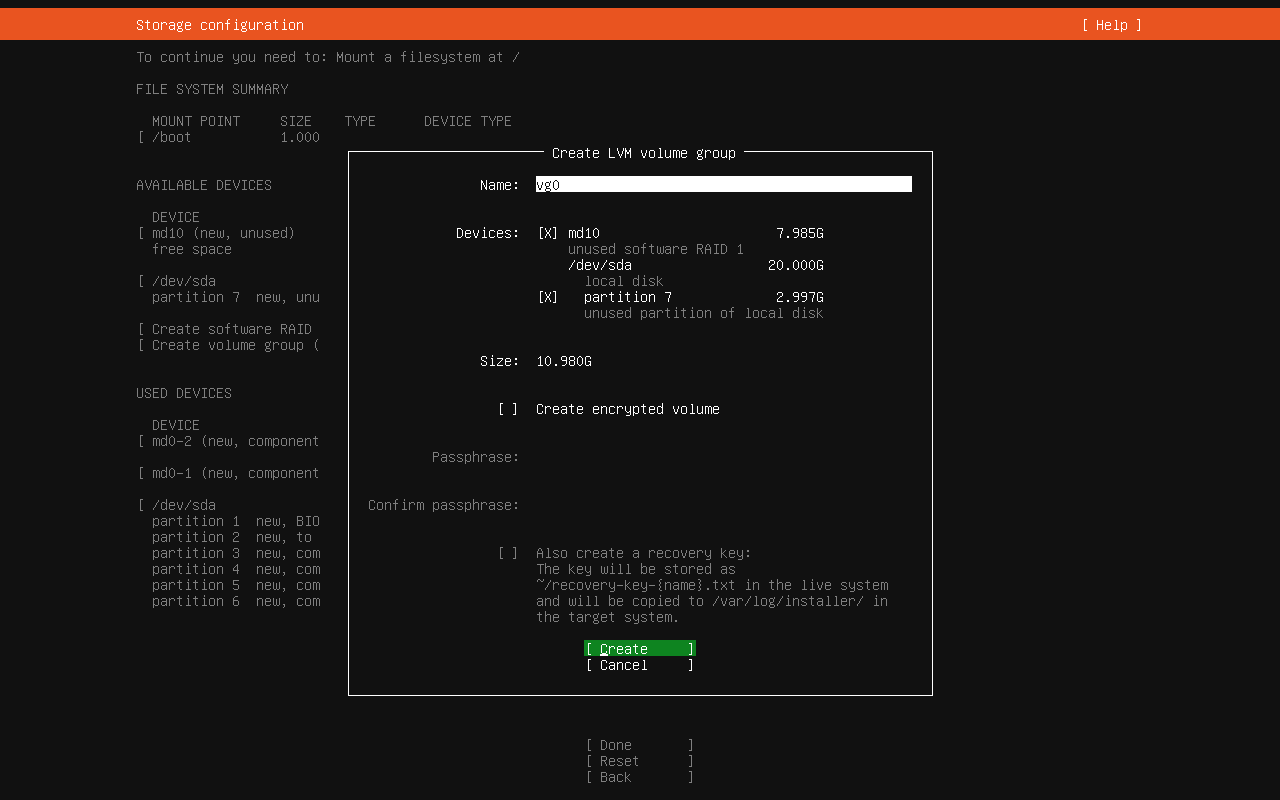 Storage configuration [ Help ]
To continue you need to: Mount a filesystem at /
FILE SYSTEM SUMMARY
MOUNT POINT SIZE TYPE DEVICE TYPE
[ /boot 1.000
Create LVM volume group
Name: vg0
AVAILABLE DEVICES
DEVICE
[ md10 (new, unused)
free space
[ /dev/sda
partition 7 new, unu
[ Create software RAID
[ Create volume group (
Devices: [X] md10 7.985G
unused software RAID 1
/dev/sda 20.000G
local disk
[X] partition 7 2.997G
unused partition of local disk
Size: 10.980G
[ ] Create encrypted volume
Passphrase:
Confirm passphrase:
[ ] Also create a recovery key:
The key will be stored as
~/recovery-key-{name}.txt in the live system
and will be copied to /var/log/installer/ in
the target system.
[ Create ]
[ Cancel ]
USED DEVICES
DEVICE
[ md0-2 (new, component
[ md0-1 (new, component
[ /dev/sda
partition 1 new, BIO
partition 2 new, to
partition 3 new, com
partition 4 new, com
partition 5 new, com
partition 6 new, com
[ Done ]
[ Reset ]
[ Back ]